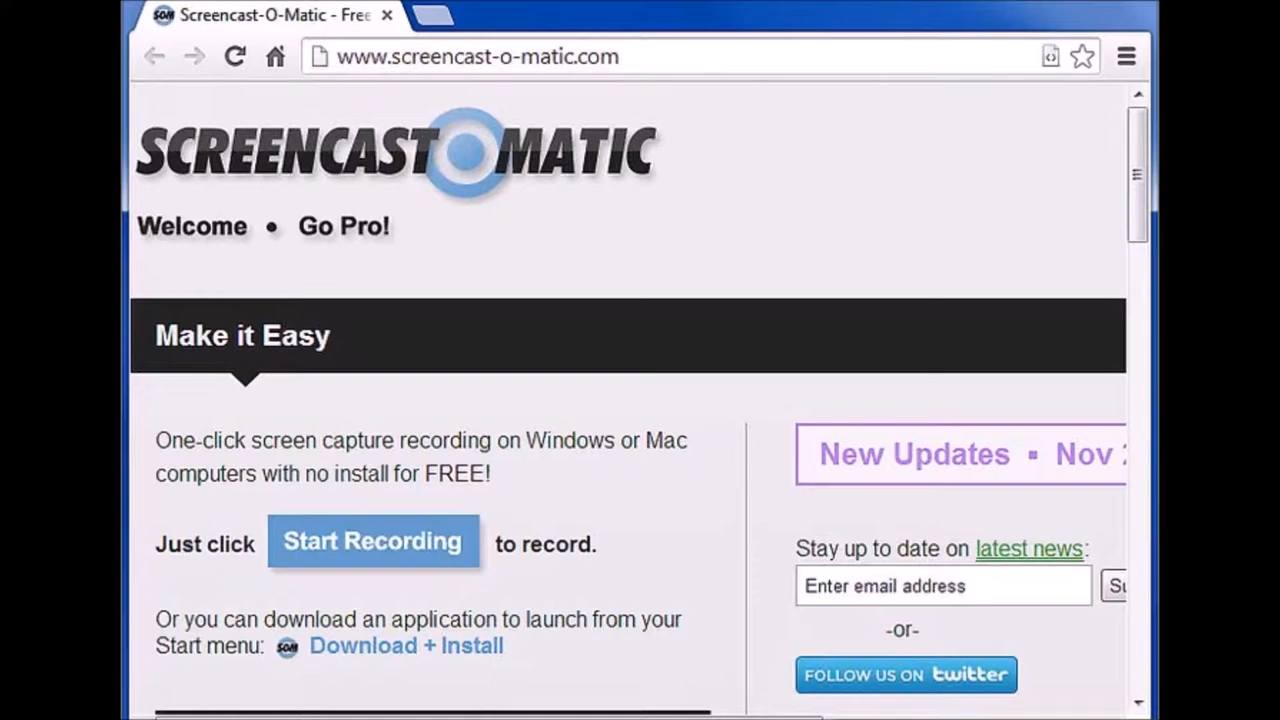 Screencast-O-Matic - Free
www.screencast-o-matic.com
SCREENCAST O MATIC
Welcome • Go Pro!
Make it Easy
One-click screen capture recording on Windows or Mac
computers with no install for FREE!
Just click Start Recording to record.
Or you can download an application to launch from your
Start menu: SOM Download + Install
New Updates ▪ Nov
Stay up to date on latest news:
Enter email address
-or-
FOLLOW US ON twitter